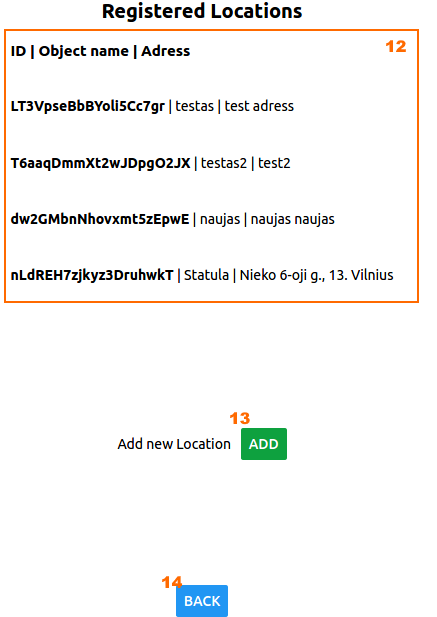 Registered Locations
ID | Object name | Adress 12
LT3VpseBbBYoli5Cc7gr | testas | test adress
T6aaqDmmXt2wJDpgO2JX | testas2 | test2
dw2GMbnNhovxmt5zEpwE | naujas | naujas naujas
nLdREH7zjkyz3DruhwkT | Statula | Nieko 6-oji g., 13. Vilnius
13
Add new Location ADD
14
BACK